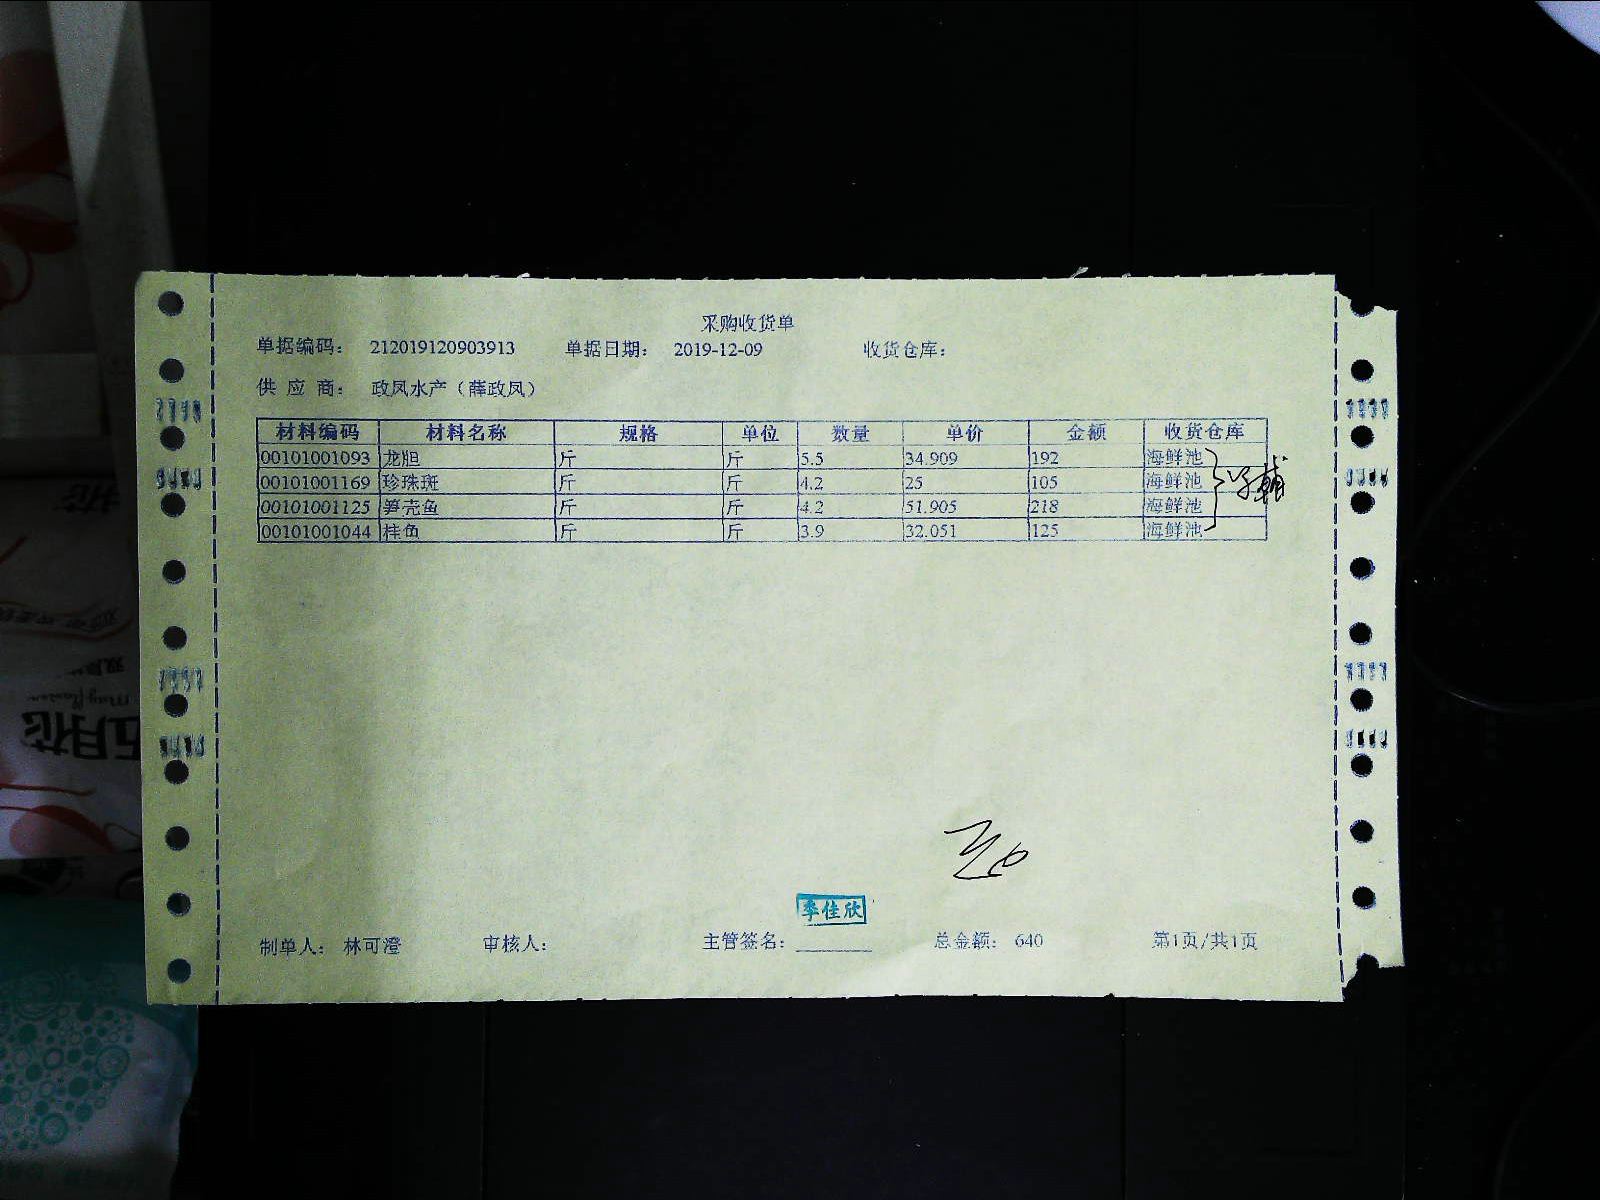 采购收货单
单据编码: 212019120903913 单据日期: 2019-12-09 收货仓库:
供 应 商: 政凤水产（薛政凤）
材料编码 材料名称 规格 单位 数量 单价 金额 收货仓库
00101001093 龙胆 斤 斤 5.5 34.909 192 海鲜池
00101001169 珍珠斑 斤 斤 4.2 25 105 海鲜池
00101001125 笋壳鱼 斤 斤 4.2 51.905 218 海鲜池
00101001044 桂鱼 斤 斤 3.9 32.051 125 海鲜池
季佳欣
制单人: 林可澄 审核人: 主管签名: 总金额: 640 第1页/共1页
五月花